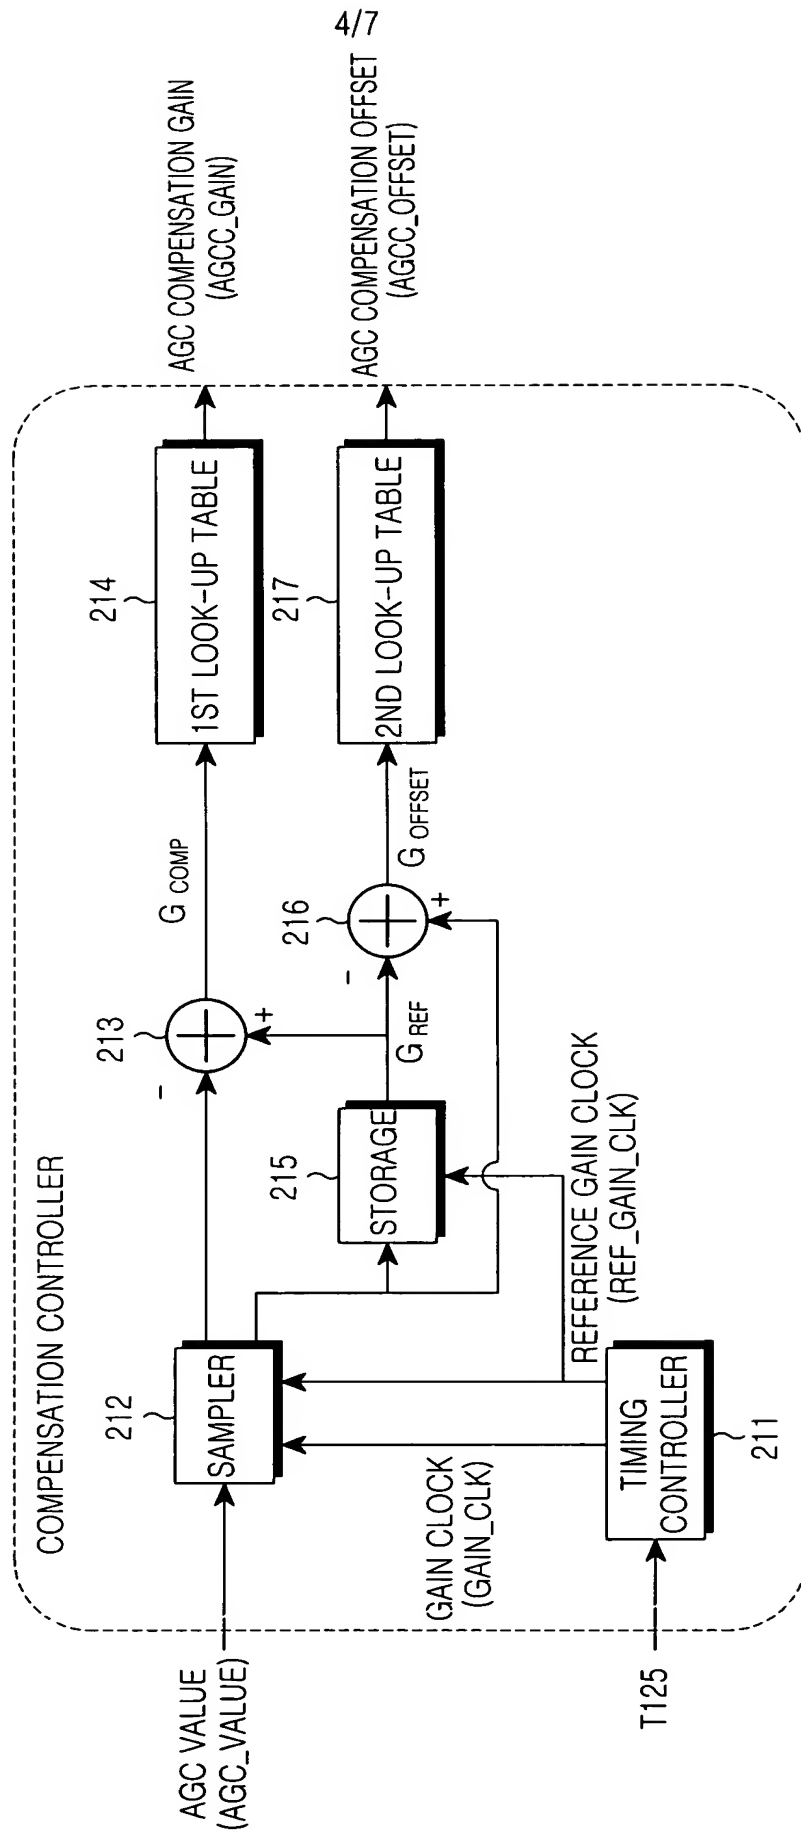 4/7
COMPENSATION CONTROLLER
AGC VALUE
(AGC_VALUE)
212
SAMPLER
213
-
+
G COMP
214
1ST LOOK-UP TABLE
AGC COMPENSATION GAIN
(AGCC_GAIN)
215
STORAGE
G REF
216
-
+
G OFFSET
217
2ND LOOK-UP TABLE
AGC COMPENSATION OFFSET
(AGCC_OFFSET)
GAIN CLOCK
(GAIN_CLK)
REFERENCE GAIN CLOCK
(REF_GAIN_CLK)
T125
TIMING
CONTROLLER
211